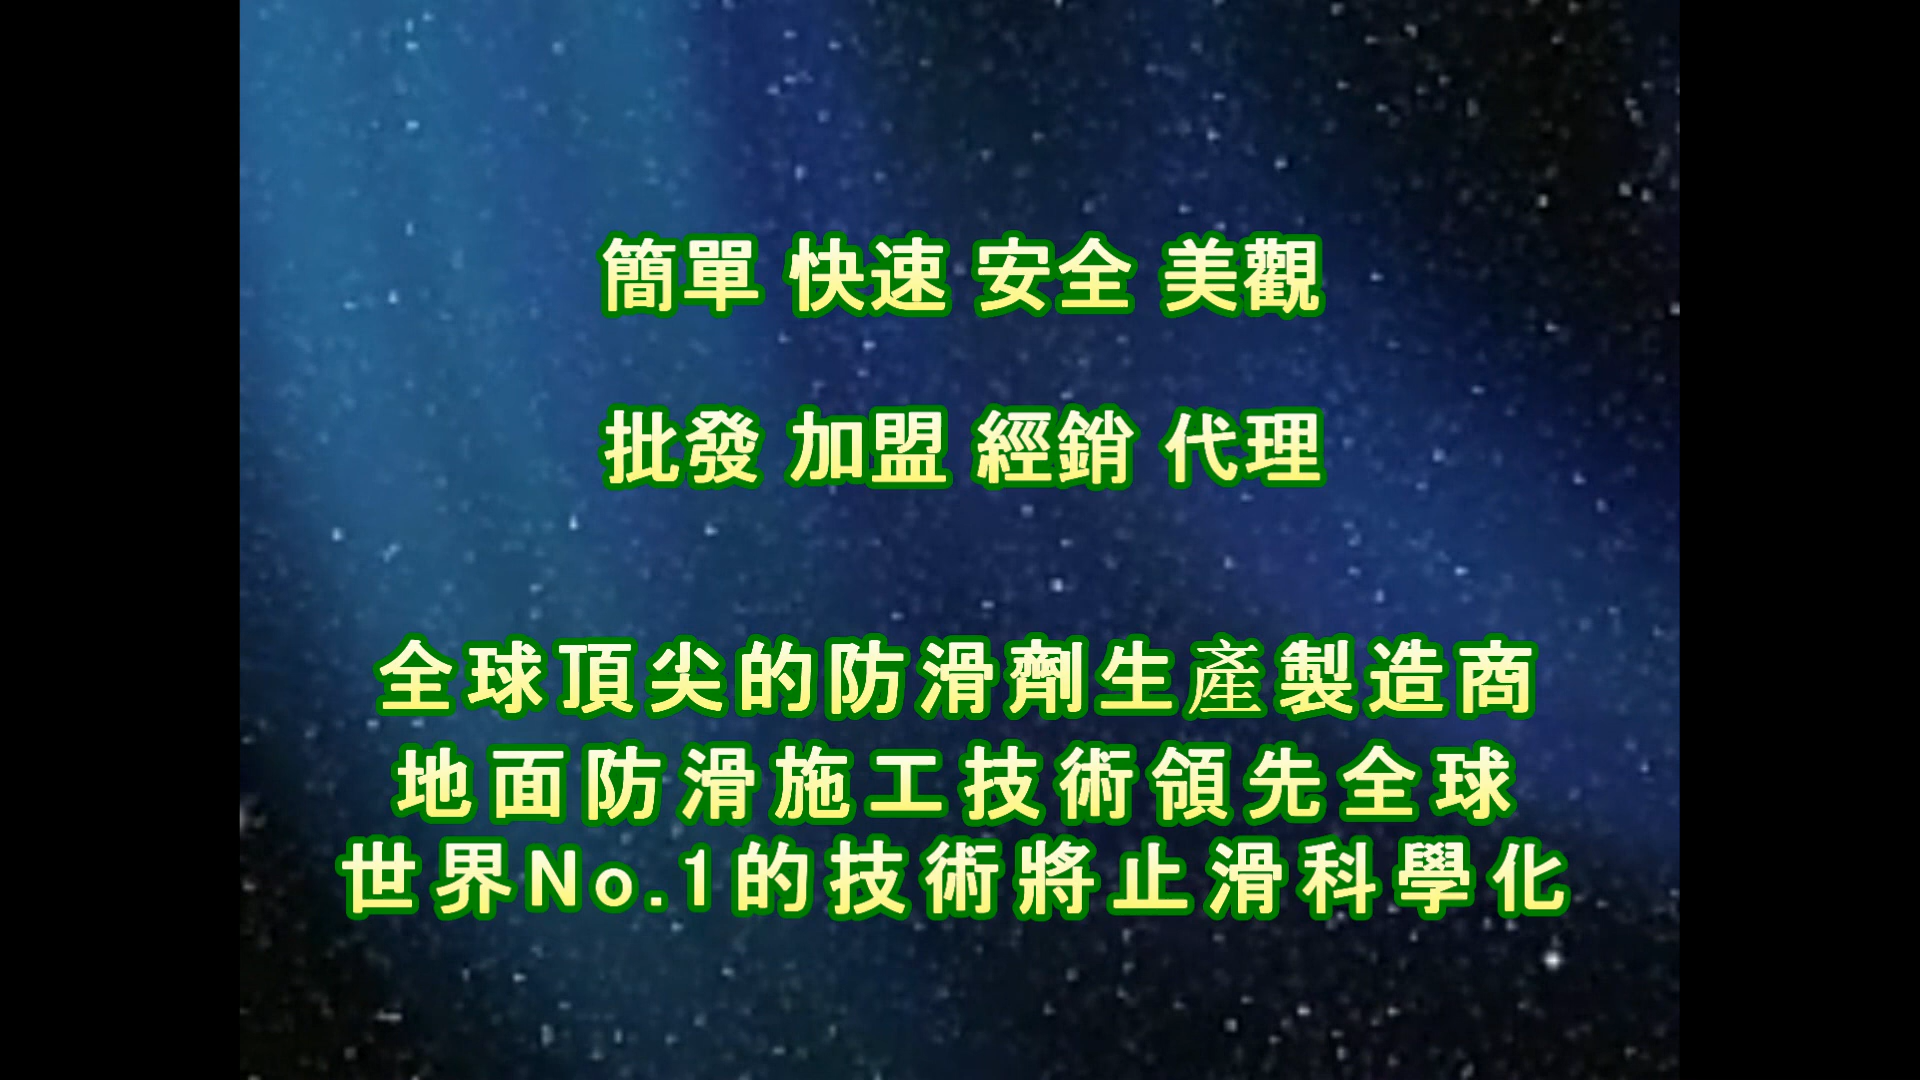 簡單 快速 安全 美觀
批發 加盟 經銷 代理
全球頂尖的防滑劑生產製造商
地面防滑施工技術領先全球
世界No.1的技術將止滑科學化